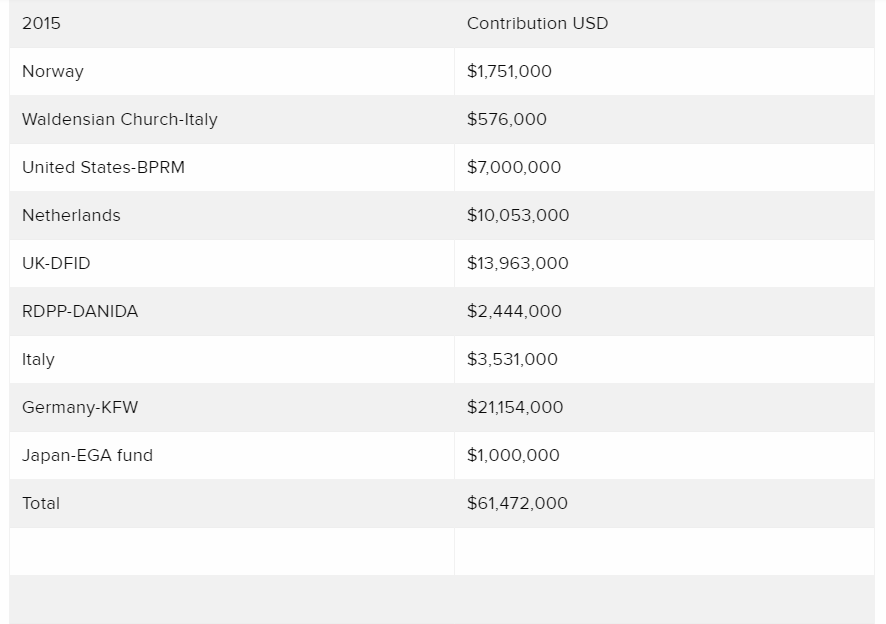 2015 Contribution USD
Norway $1,751,000
Waldensian Church-Italy $576,000
United States-BPRM $7,000,000
Netherlands $10,053,000
UK-DFID $13,963,000
RDPP-DANIDA $2,444,000
Italy $3,531,000
Germany-KFW $21,154,000
Japan-EGA fund $1,000,000
Total $61,472,000